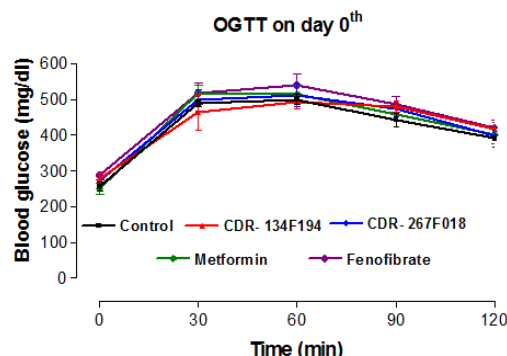 OGTT on day 0th
Blood glucose (mg/dl)
600
500
400
300
200
100
0
Control CDR- 134F194 CDR- 267F018
Metformin Fenofibrate
0 30 60 90 120
Time (min)